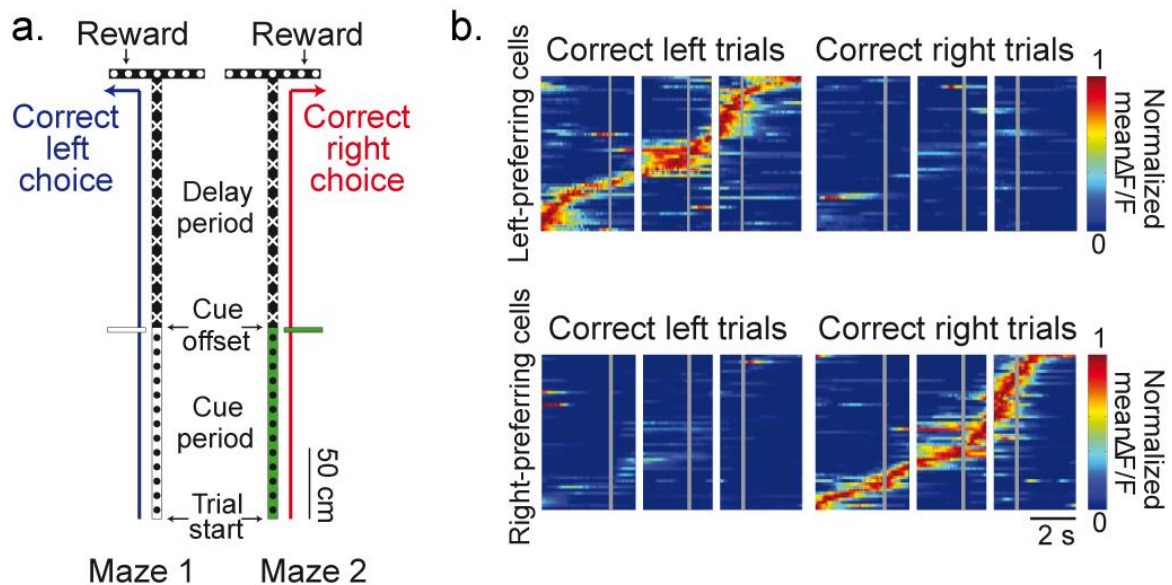 a.
Reward
Reward
Correct
left
choice
Correct
right
choice
Delay
period
Cue
offset
Cue
period
Trial
start
50 cm
Maze 1
Maze 2
b.
Left-preferring cells
Correct left trials
Correct right trials
1
0
Normalized
mean∆F/F
Right-preferring cells
Correct left trials
Correct right trials
1
0
Normalized
mean∆F/F
2 s